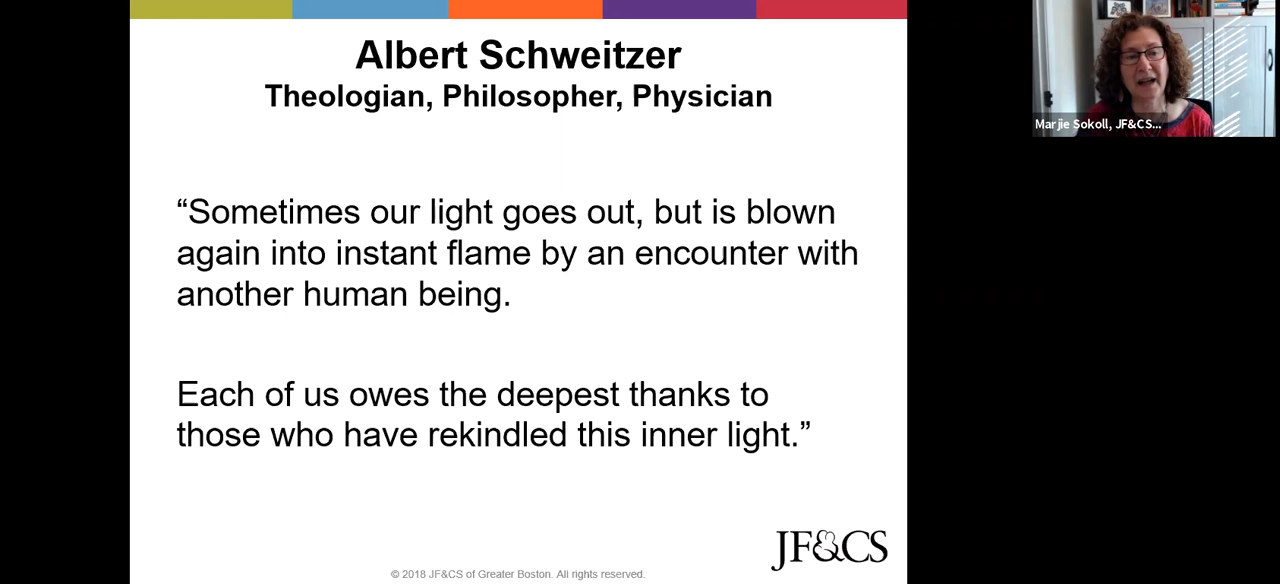 Albert Schweitzer
Theologian, Philosopher, Physician
“Sometimes our light goes out, but is blown
again into instant flame by an encounter with
another human being.
Each of us owes the deepest thanks to
those who have rekindled this inner light.”
JF&CS
© 2018 JF&CS of Greater Boston. All rights reserved.
Marjie Sokoll, JF&CS...